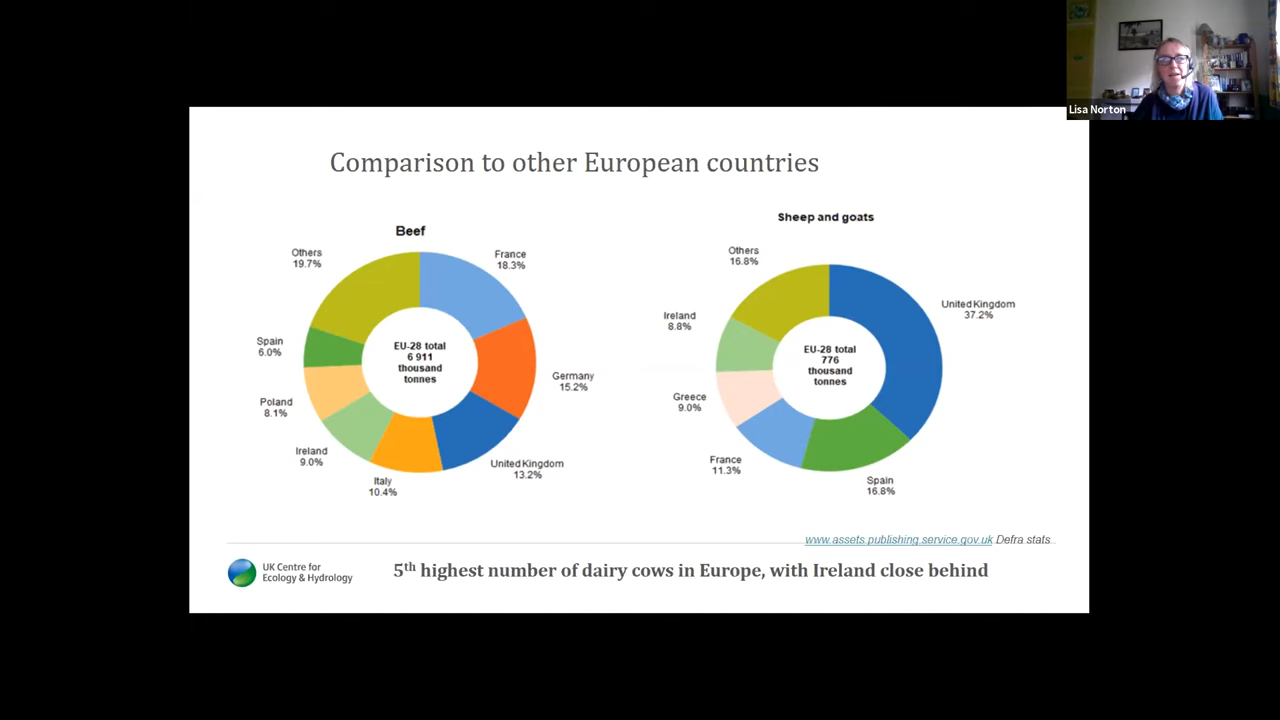 Lisa Norton
Comparison to other European countries
Beef
Others
19.7%
France
18.3%
Spain
6.0%
EU-28 total
6 911
thousand
tonnes
Germany
15.2%
Poland
8.1%
Ireland
9.0%
United Kingdom
13.2%
Italy
10.4%
Sheep and goats
Others
16.8%
United Kingdom
37.2%
Ireland
8.8%
EU-28 total
776
thousand
tonnes
Greece
9.0%
France
11.3%
Spain
16.8%
www.assets.publishing.service.gov.uk Defra stats
UK Centre for
Ecology & Hydrology
5th highest number of dairy cows in Europe, with Ireland close behind